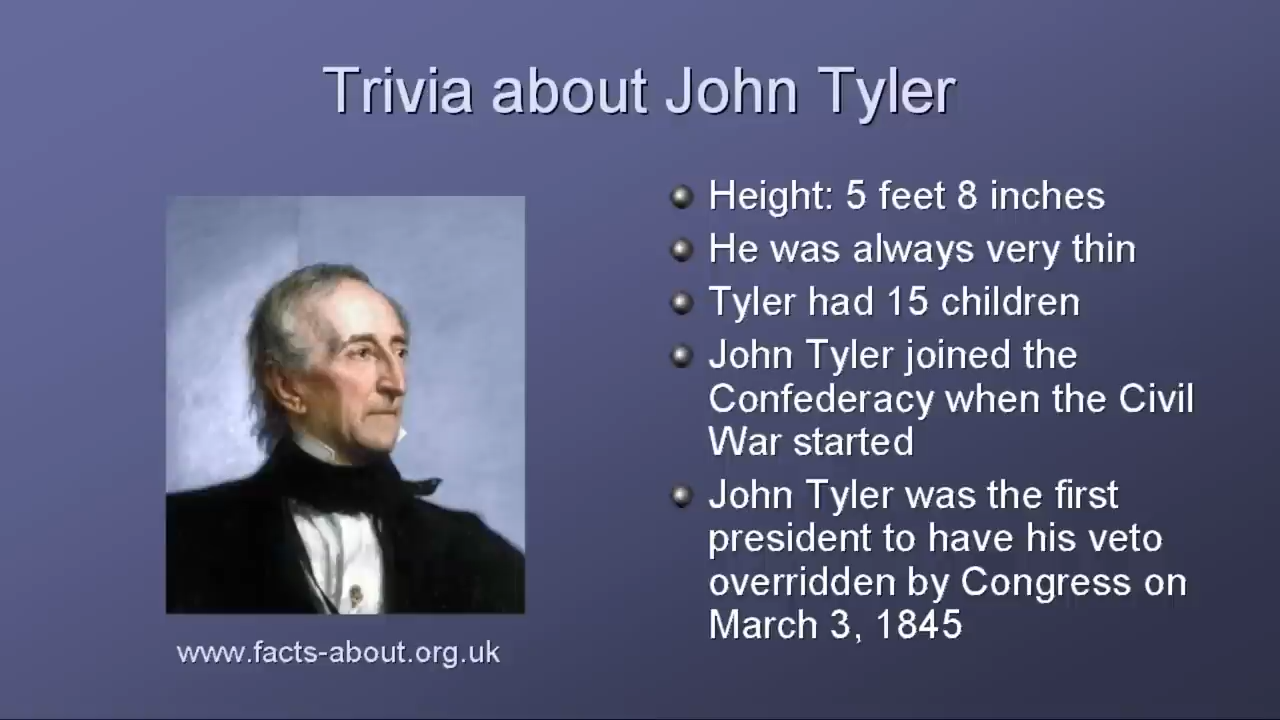 Trivia about John Tyler
Height: 5 feet 8 inches
He was always very thin
Tyler had 15 children
John Tyler joined the
Confederacy when the Civil
War started
John Tyler was the first
president to have his veto
overridden by Congress on
March 3, 1845
www.facts-about.org.uk